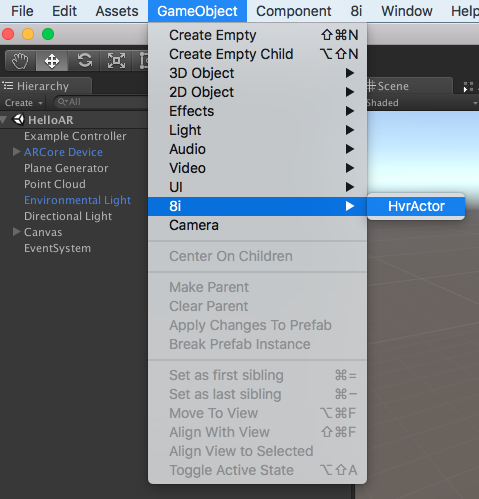 File Edit Assets GameObject Component 8i Window Help
Create Empty ⇧⌘N
Create Empty Child ⌥⇧N
3D Object
2D Object
Effects
Light
Audio
Video
UI
8i
HvrActor
Camera
Center On Children
Make Parent
Clear Parent
Apply Changes To Prefab
Break Prefab Instance
Set as first sibling ⌘=
Set as last sibling ⌘−
Move To View ⌥⌘F
Align With View ⇧⌘F
Align View to Selected
Toggle Active State ⌥⇧A
Hierarchy
Create All
HelloAR
Example Controller
ARCore Device
Plane Generator
Point Cloud
Environmental Light
Directional Light
Canvas
EventSystem
Scene
Shaded